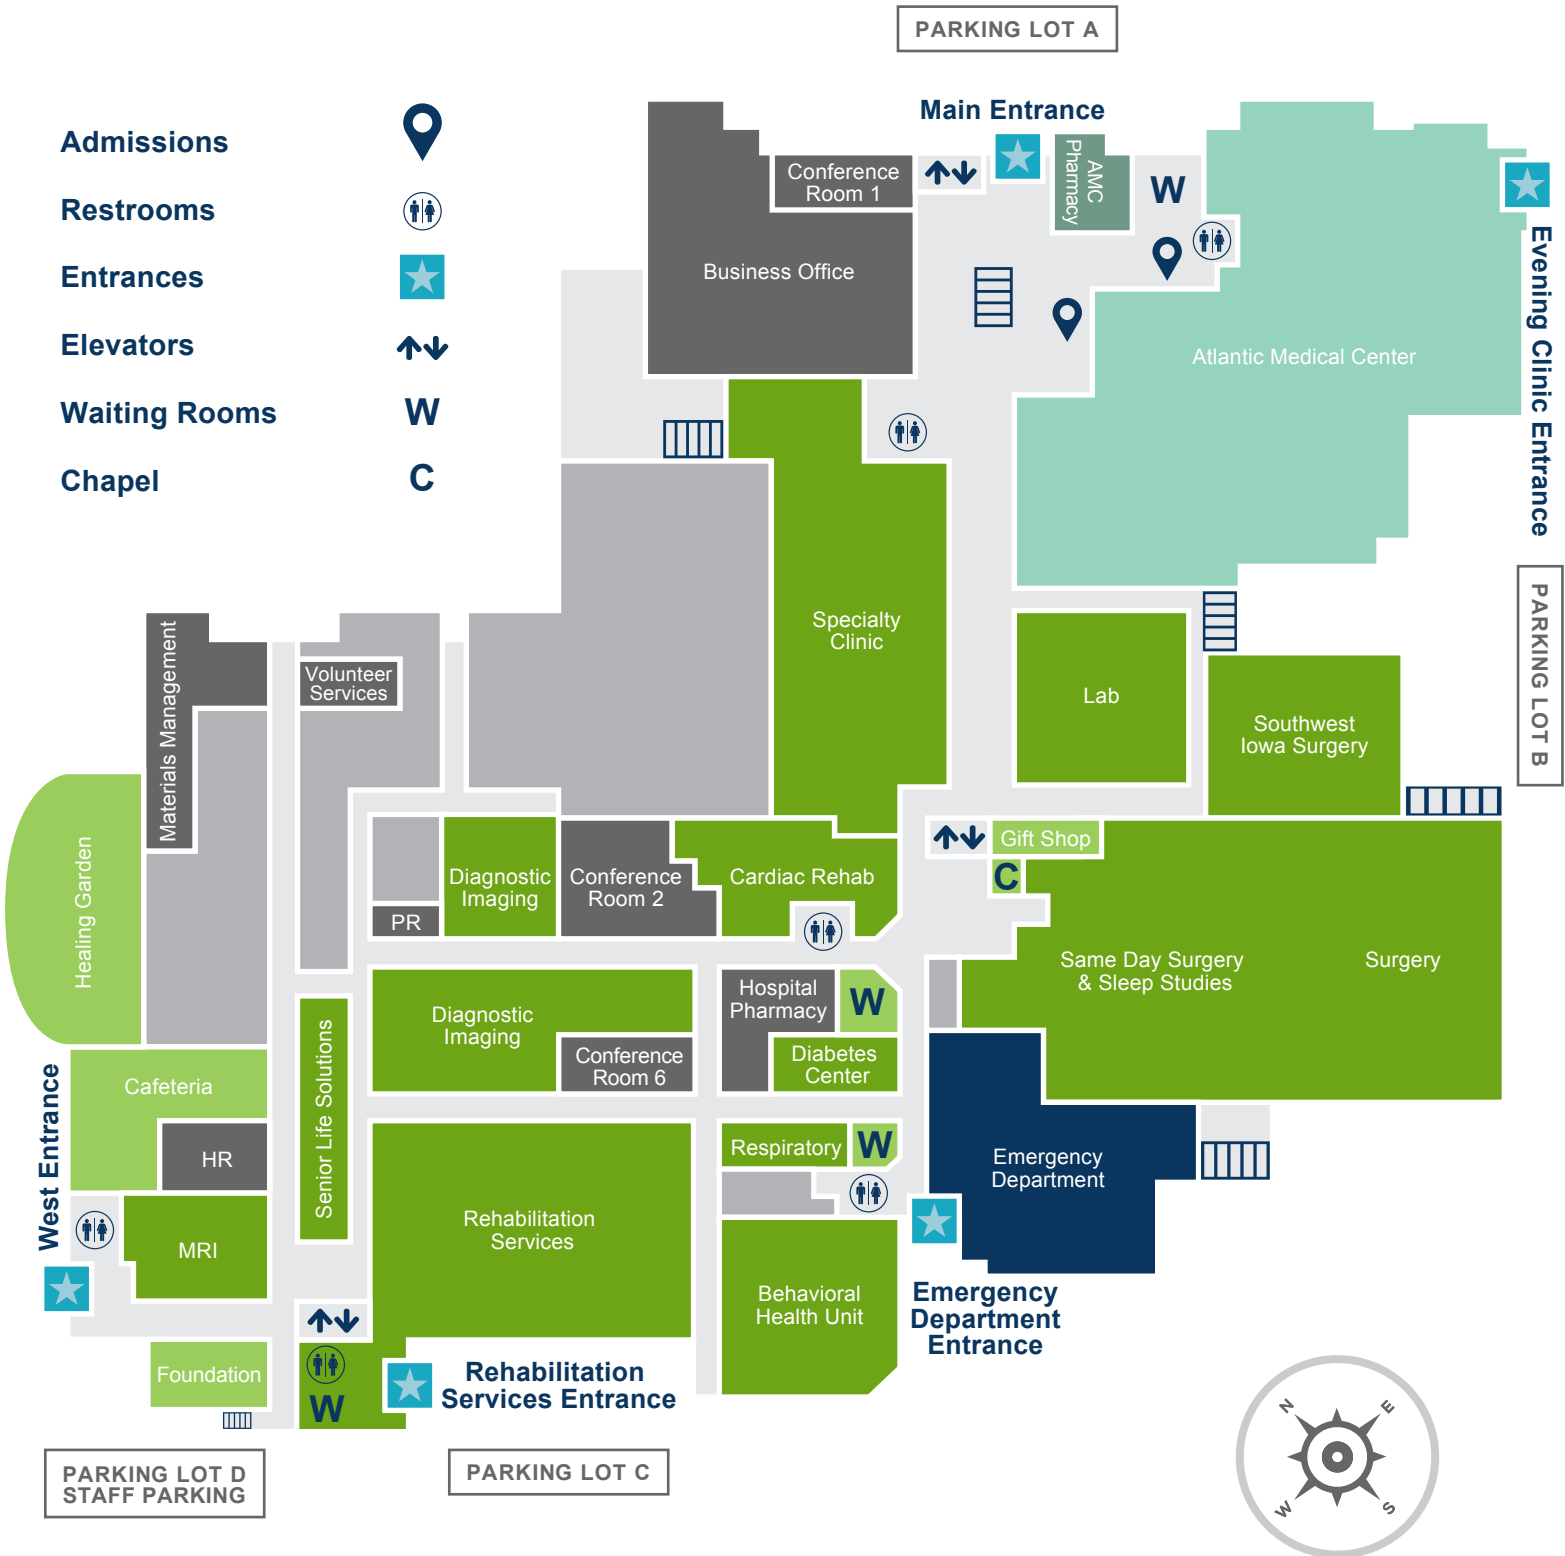 PARKING LOT A
Main Entrance
Admissions
Restrooms
Entrances
Elevators
Waiting Rooms
W
Chapel
C
Conference
Room 1
AMC
Pharmacy
W
Business Office
Atlantic Medical Center
Evening Clinic Entrance
PARKING LOT B
Specialty
Clinic
Lab
Southwest
Iowa Surgery
Materials Management
Volunteer
Services
Healing Garden
Diagnostic
Imaging
PR
Conference
Room 2
Cardiac Rehab
Gift Shop
C
Same Day Surgery
& Sleep Studies
Surgery
Diagnostic
Imaging
Conference
Room 6
Hospital
Pharmacy
W
Diabetes
Center
Senior Life Solutions
Cafeteria
HR
West Entrance
MRI
Respiratory
W
Emergency
Department
Rehabilitation
Services
Behavioral
Health Unit
Emergency
Department
Entrance
Foundation
W
Rehabilitation
Services Entrance
PARKING LOT D
STAFF PARKING
PARKING LOT C
N
E
W
S